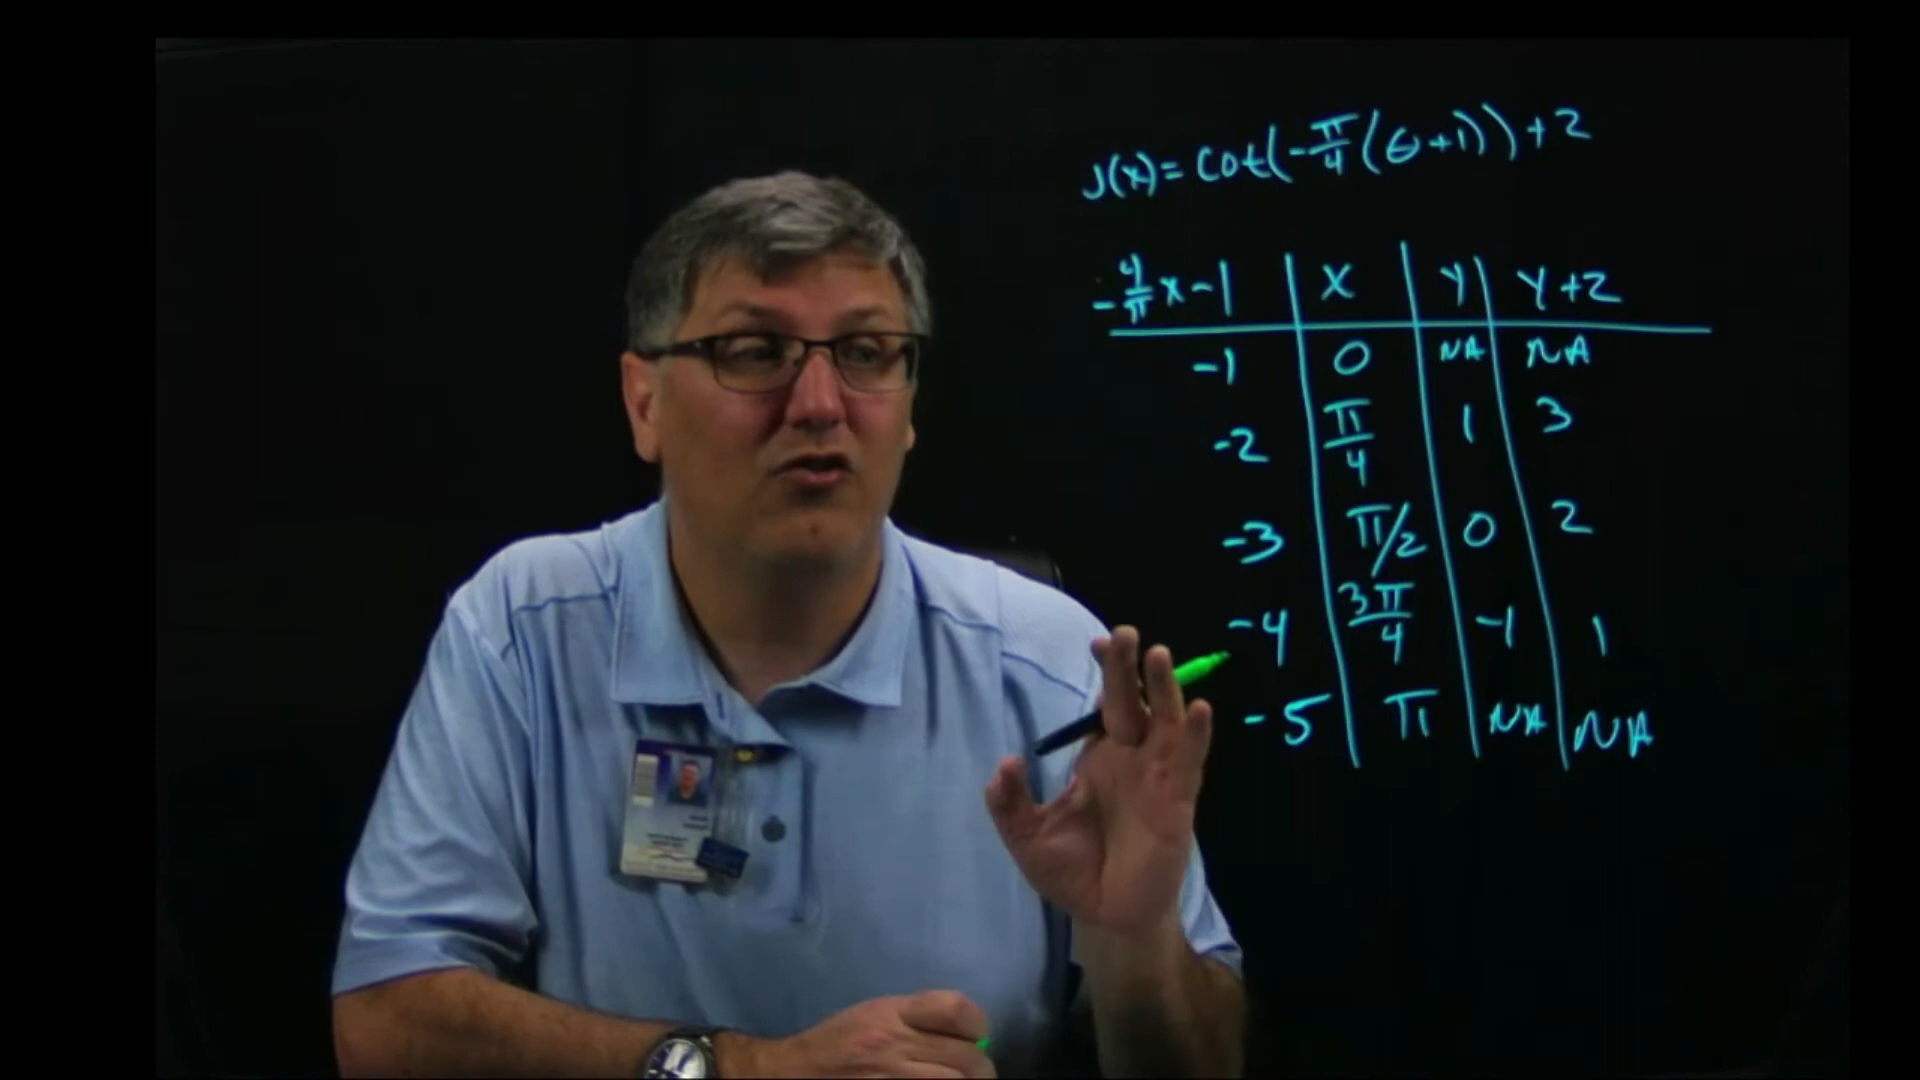 J(x)=cot(-π/4(θ+1))+2
-4/π x-1 | X | Y | Y+2
-1 | 0 | NA | NA
-2 | π/4 | 1 | 3
-3 | π/2 | 0 | 2
-4 | 3π/4 | -1 | 1
-5 | π | NA | NA